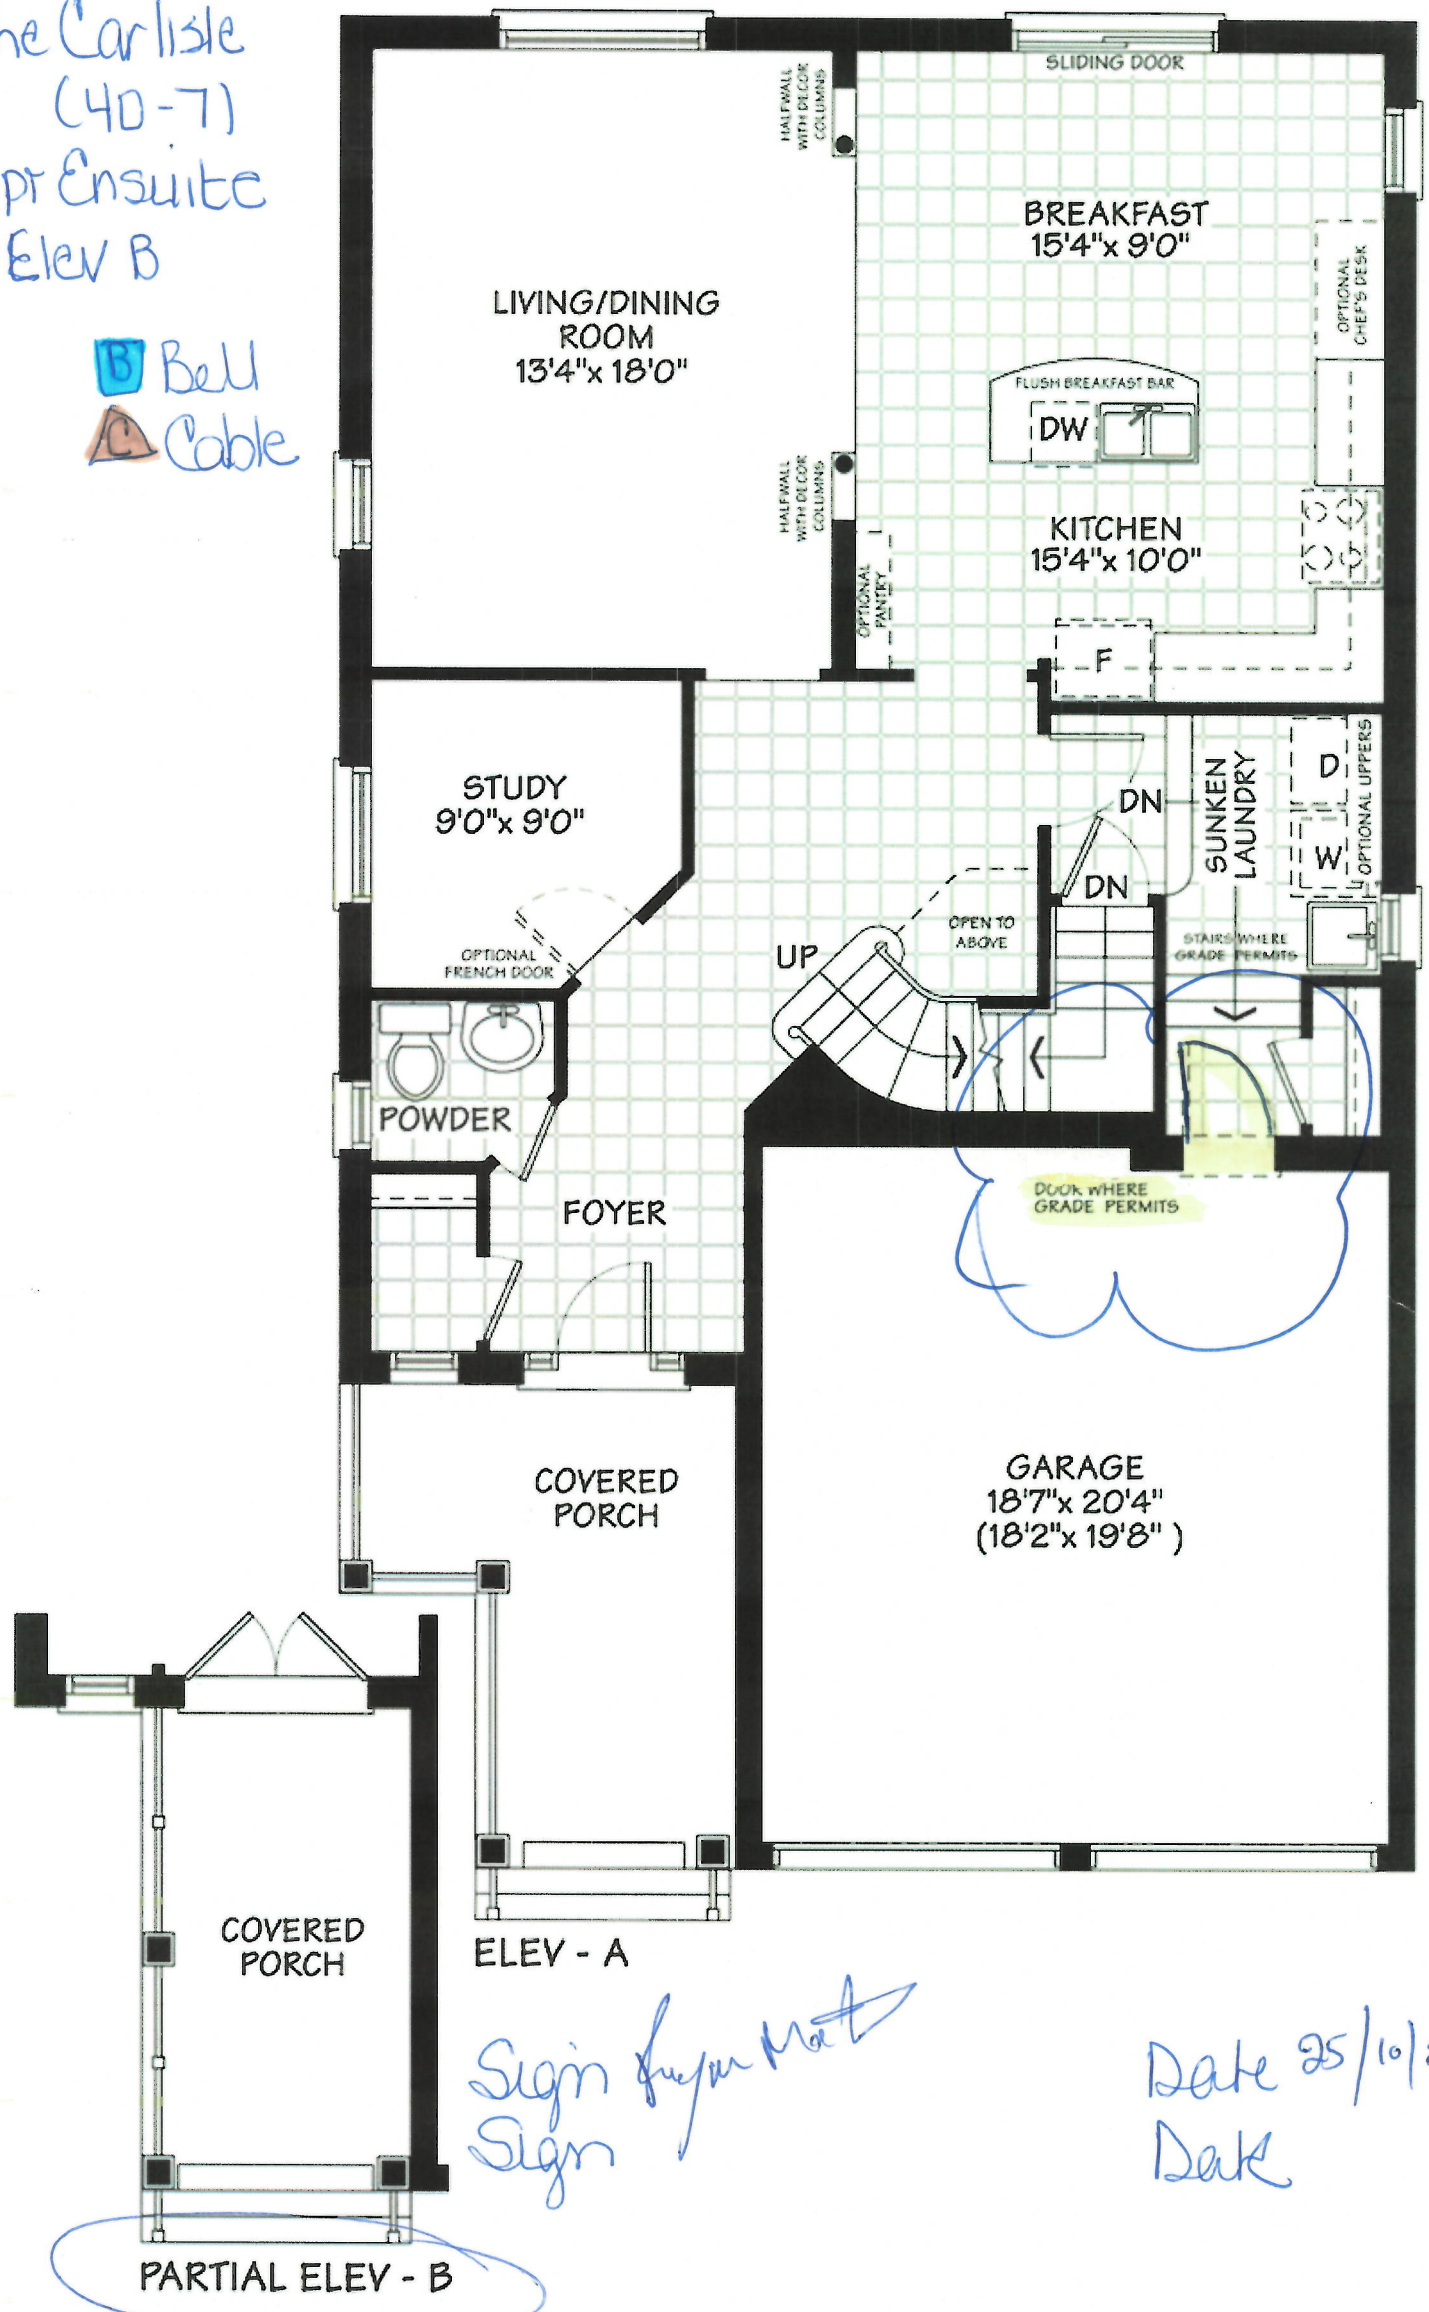 Carlisle
(40-7)
Ensuite
Elev B
B Bell
C Cable
SLIDING DOOR
HALFWALL
WITH DECOR
COLUMNS
BREAKFAST
15'4"x 9'0"
OPTIONAL
CHEF'S DESK
LIVING/DINING
ROOM
13'4"x 18'0"
FLUSH BREAKFAST BAR
DW
HALFWALL
WITH DECOR
COLUMNS
KITCHEN
15'4"x 10'0"
OPTIONAL
PANTRY
F
STUDY
9'0"x 9'0"
DN
SUNKEN
LAUNDRY
D
OPTIONAL UPPERS
W
DN
OPEN TO
ABOVE
UP
OPTIONAL
FRENCH DOOR
STAIRS WHERE
GRADE PERMITS
POWDER
DOOR WHERE
GRADE PERMITS
FOYER
GARAGE
18'7"x 20'4"
(18'2"x 19'8" )
COVERED
PORCH
COVERED
PORCH
ELEV - A
Sign
Date 25/10/
Sign
Date
PARTIAL ELEV - B